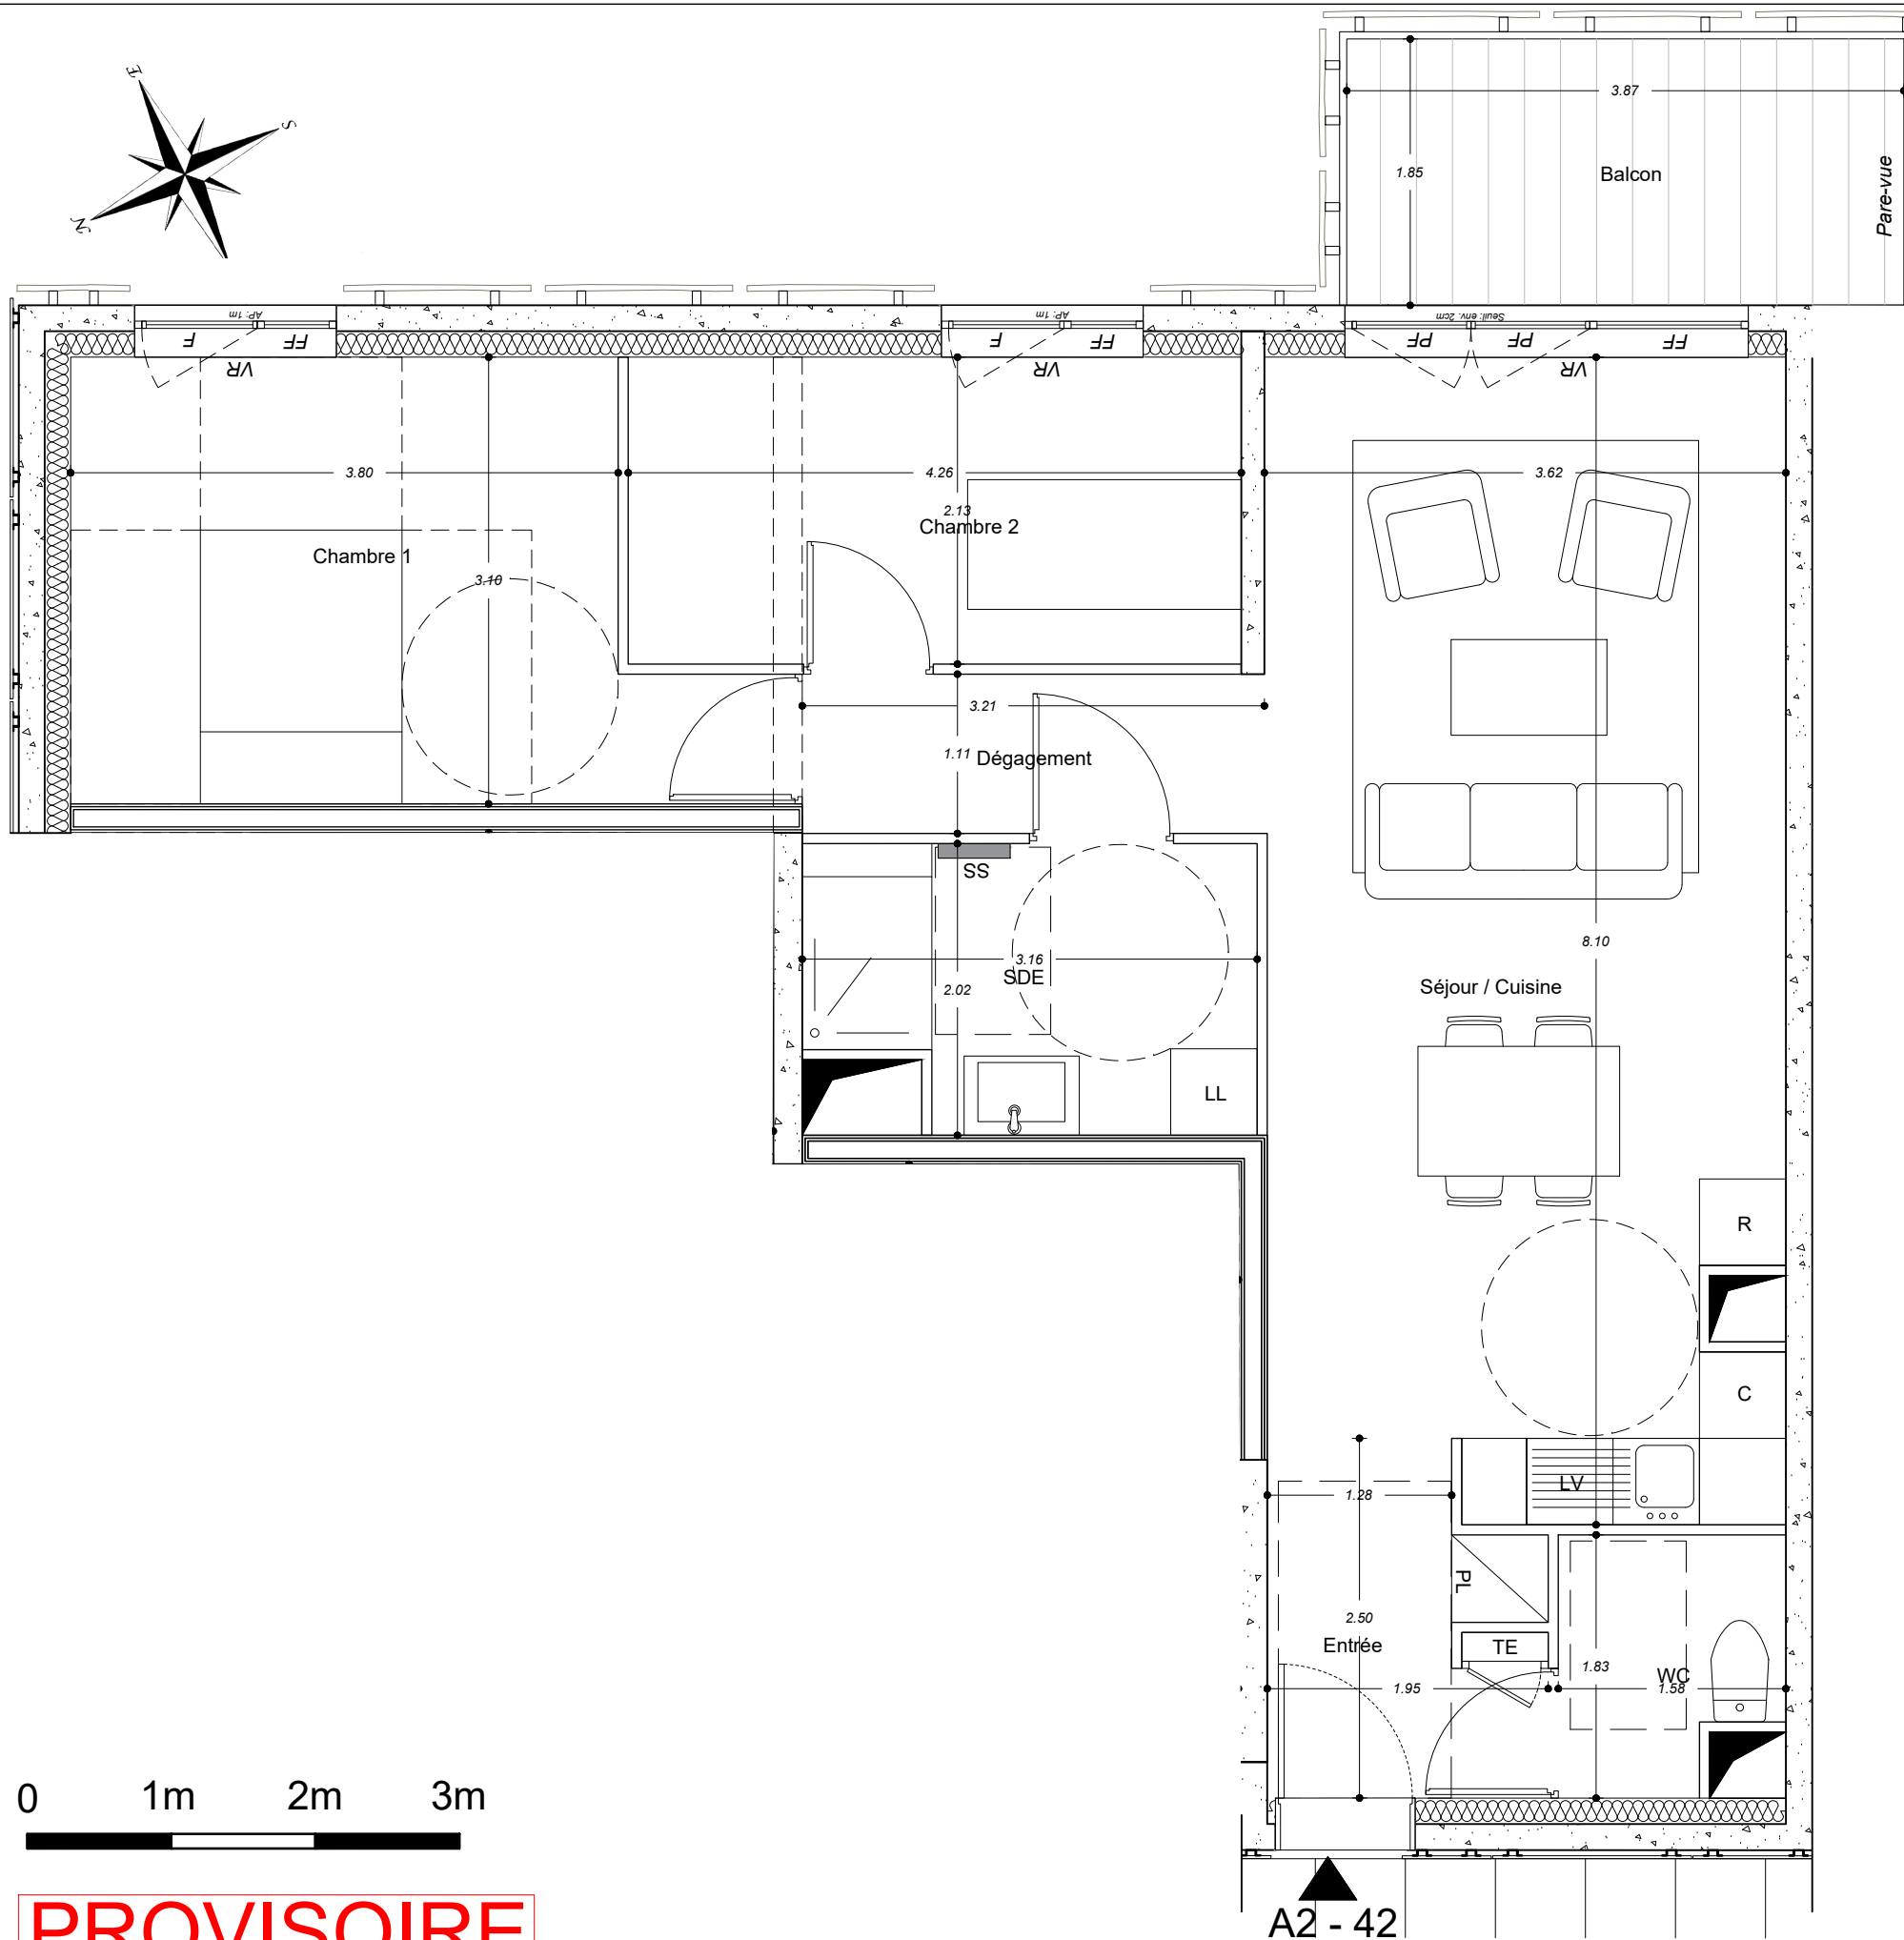 E
S
N
3.87
1.85
Balcon
Pare-vue
AP: 1m
AP: 1m
Seuil: env. 2cm
F
FF
F
FF
PF
PF
FF
VR
VR
VR
3.80
4.26
3.62
2.13
Chambre 2
Chambre 1
3.10
3.21
1.11
Dégagement
SS
8.10
3.16
SDE
2.02
Séjour / Cuisine
LL
R
C
LV
1.28
PL
2.50
Entrée
TE
1.83
WC
1.95
1.58
0 1m 2m 3m
PROVISOIRE
A2 - 42